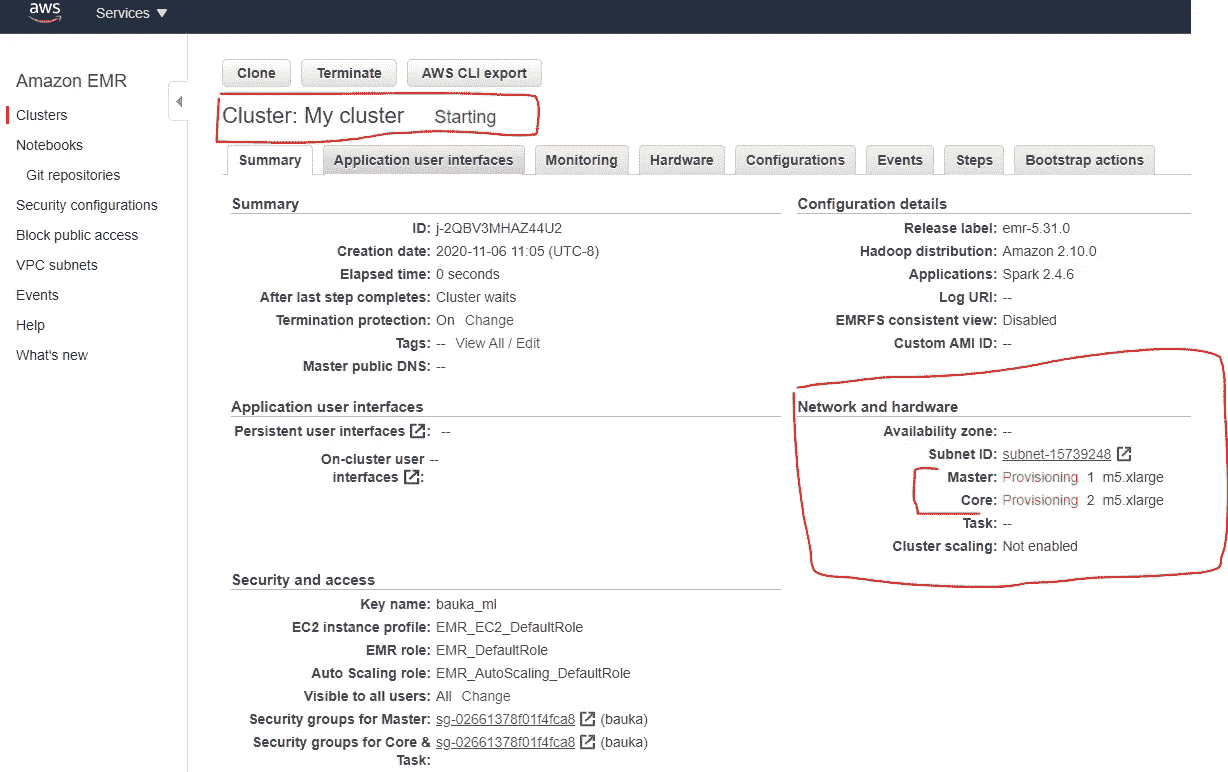 aws Services
Amazon EMR
Clusters
Notebooks
Git repositories
Security configurations
Block public access
VPC subnets
Events
Help
What's new
Clone Terminate AWS CLI export
Cluster: My cluster Starting
Summary Application user interfaces Monitoring Hardware Configurations Events Steps Bootstrap actions
Summary
ID: j-2QBV3MHAZ44U2
Creation date: 2020-11-06 11:05 (UTC-8)
Elapsed time: 0 seconds
After last step completes: Cluster waits
Termination protection: On Change
Tags: -- View All / Edit
Master public DNS: --
Configuration details
Release label: emr-5.31.0
Hadoop distribution: Amazon 2.10.0
Applications: Spark 2.4.6
Log URI: --
EMRFS consistent view: Disabled
Custom AMI ID: --
Application user interfaces
Persistent user interfaces : --
On-cluster user --
interfaces :
Network and hardware
Availability zone: --
Subnet ID: subnet-15739248
Master: Provisioning 1 m5.xlarge
Core: Provisioning 2 m5.xlarge
Task: --
Cluster scaling: Not enabled
Security and access
Key name: bauka_ml
EC2 instance profile: EMR_EC2_DefaultRole
EMR role: EMR_DefaultRole
Auto Scaling role: EMR_AutoScaling_DefaultRole
Visible to all users: All Change
Security groups for Master: sg-02661378f01f4fca8 (bauka)
Security groups for Core & sg-02661378f01f4fca8 (bauka)
Task: